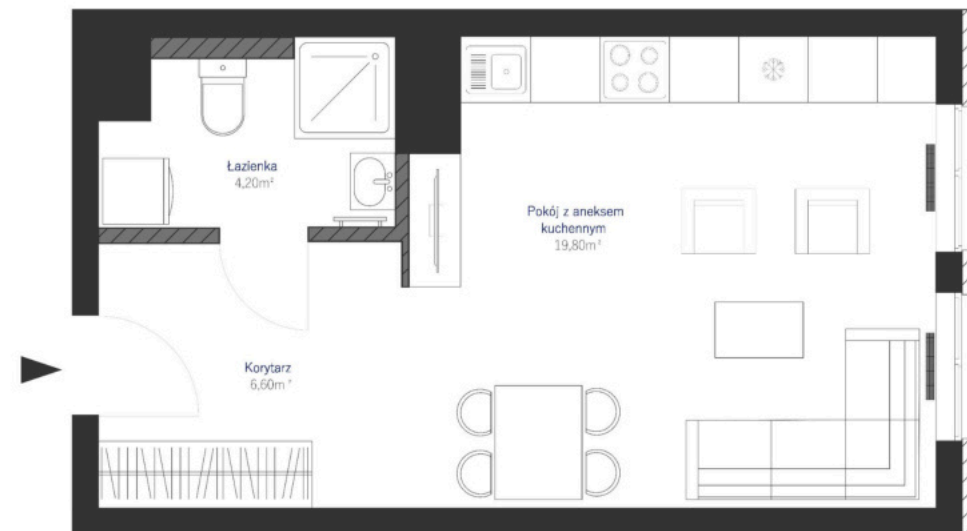 Łazienka
4,20m²
Pokój z aneksem
kuchennym
19,80m²
Korytarz
6,60m²